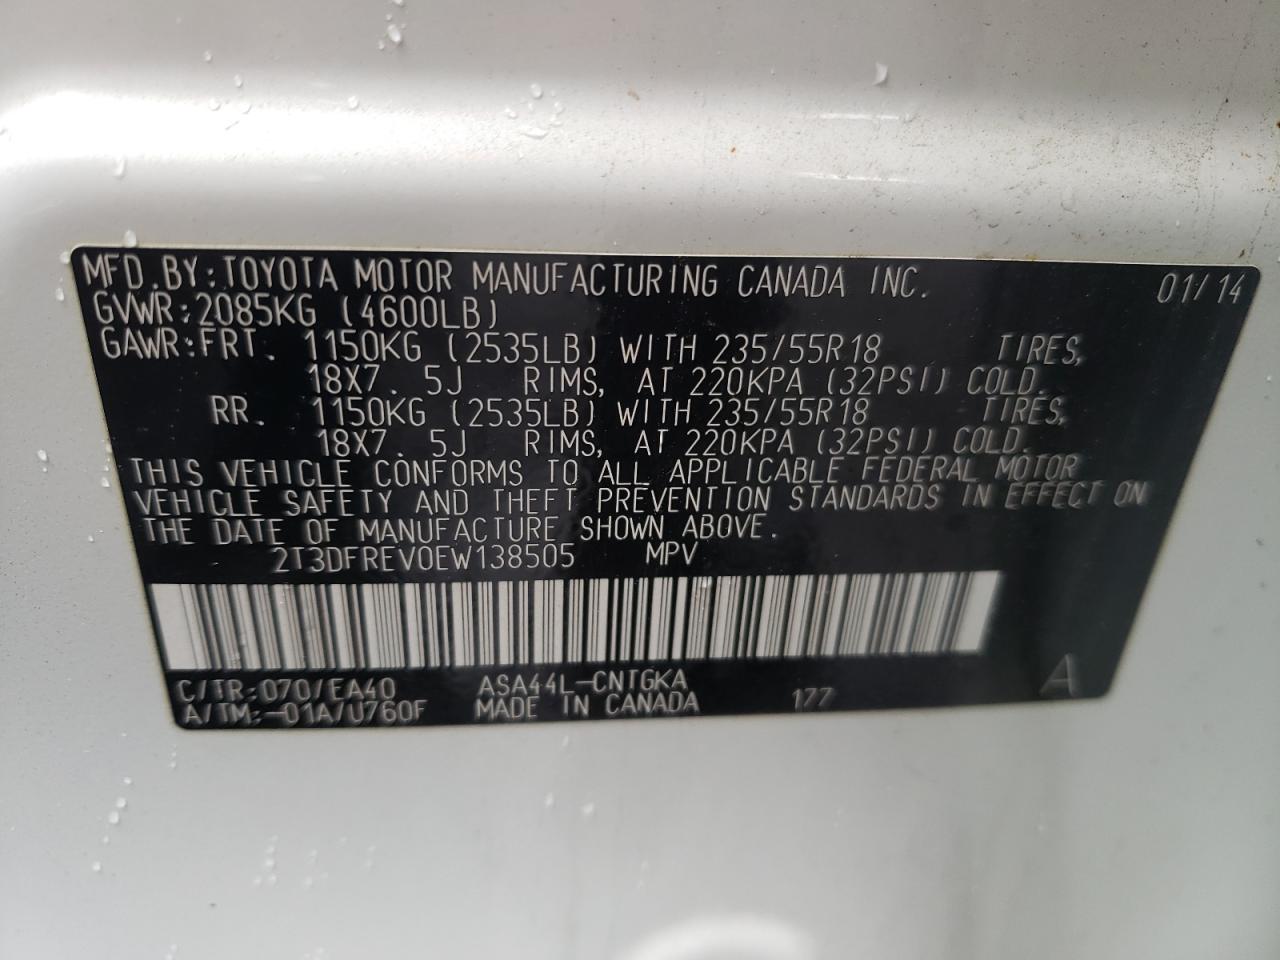 MFD. BY: TOYOTA MOTOR MANUFACTURING CANADA INC. 01/14
GVWR: 2085KG (4600LB)
GAWR: FRT. 1150KG (2535LB) WITH 235/55R18 TIRES,
18X7. 5J RIMS, AT 220KPA (32PSI) COLD.
RR. 1150KG (2535LB) WITH 235/55R18 TIRES,
18X7. 5J RIMS, AT 220KPA (32PSI) COLD.
THIS VEHICLE CONFORMS TO ALL APPLICABLE FEDERAL MOTOR
VEHICLE SAFETY AND THEFT PREVENTION STANDARDS IN EFFECT ON
THE DATE OF MANUFACTURE SHOWN ABOVE.
2T3DFREV0EW138505 MPV
C/TR: 070/EA40 ASA44L-CNTGKA 177 A
A/TM: -01A/U760F MADE IN CANADA